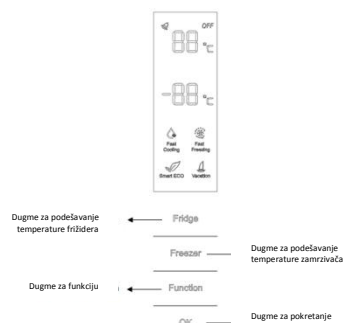 OFF
88 °C
-88 °C
Fast Fast
Cooling Freezing
Smart ECO
Dugme za podešavanje
temperature frižidera
Fridge
Freezer
Dugme za podešavanje
temperature zamrzivača
Dugme za funkciju
Function
OK
Dugme za pokretanje